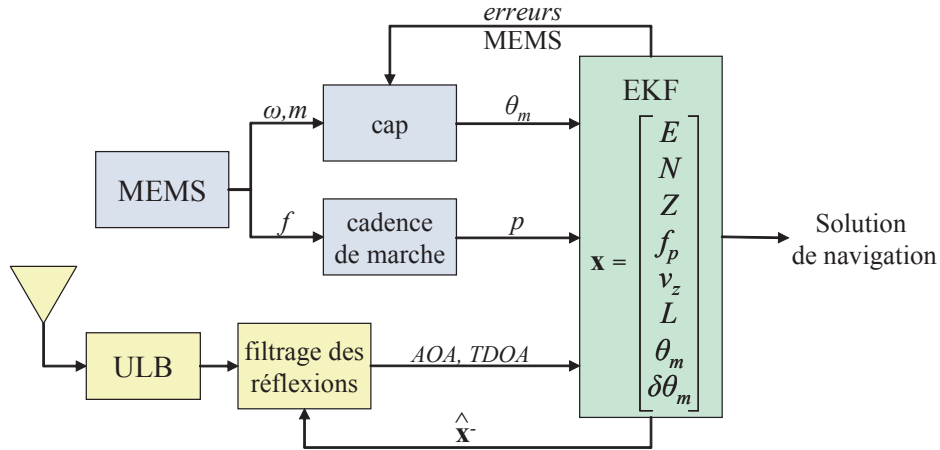 erreurs
MEMS
EKF
ω,m
cap
θm
E
N
Z
fp
vz
L
θm
δθm
x =
MEMS
f
cadence
de marche
p
Solution
de navigation
ULB
filtrage des
réflexions
AOA, TDOA
x̂-